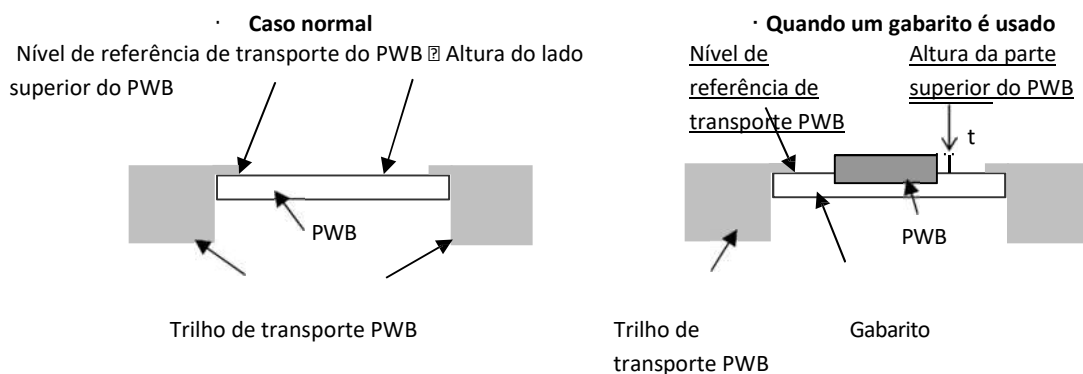 · Caso normal
Nível de referência de transporte do PWB ⍰ Altura do lado
superior do PWB
PWB
Trilho de transporte PWB
· Quando um gabarito é usado
Nível de
referência de
transporte PWB
Altura da parte
superior do PWB
t
PWB
Trilho de
transporte PWB
Gabarito